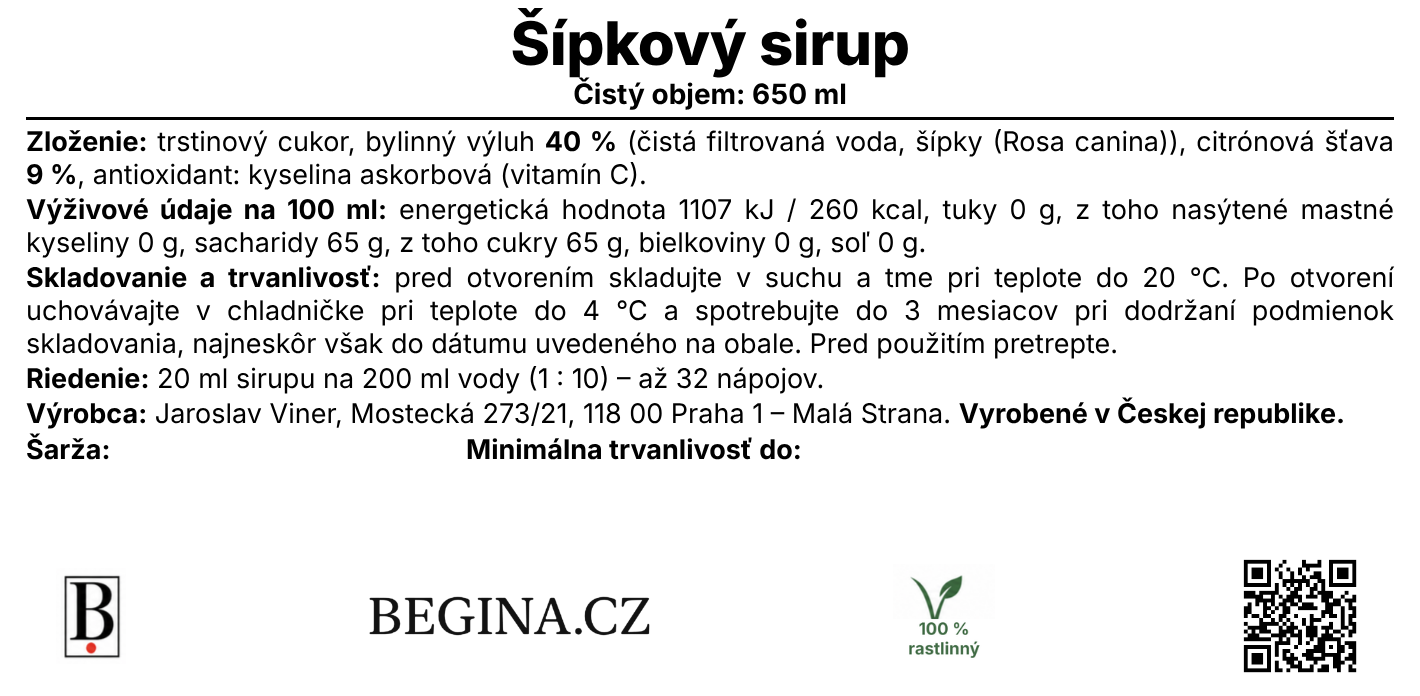 Šípkový sirup
Čistý objem: 650 ml
Zloženie: trstinový cukor, bylinný výluh 40 % (čistá filtrovaná voda, šípky (Rosa canina)), citrónová šťava
9 %, antioxidant: kyselina askorbová (vitamín C).
Výživové údaje na 100 ml: energetická hodnota 1107 kJ / 260 kcal, tuky 0 g, z toho nasýtené mastné
kyseliny 0 g, sacharidy 65 g, z toho cukry 65 g, bielkoviny 0 g, soľ 0 g.
Skladovanie a trvanlivosť: pred otvorením skladujte v suchu a tme pri teplote do 20 °C. Po otvorení
uchovávajte v chladničke pri teplote do 4 °C a spotrebujte do 3 mesiacov pri dodržaní podmienok
skladovania, najneskôr však do dátumu uvedeného na obale. Pred použitím pretrepte.
Riedenie: 20 ml sirupu na 200 ml vody (1 : 10) – až 32 nápojov.
Výrobca: Jaroslav Viner, Mostecká 273/21, 118 00 Praha 1 – Malá Strana. Vyrobené v Českej republike.
Šarža: Minimálna trvanlivosť do:
B BEGINA.CZ
100 %
rastlinný